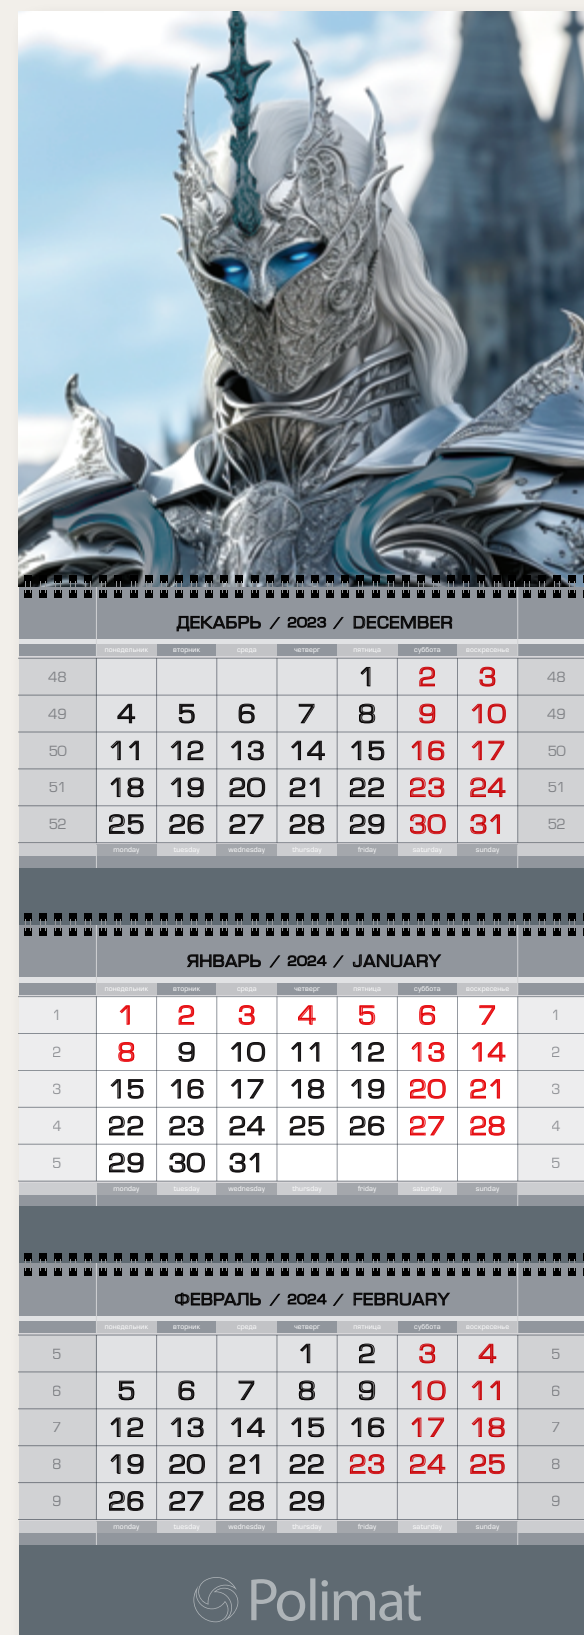 ДЕКАБРЬ / 2023 / DECEMBER
понедельник вторник среда четверг пятница суббота воскресенье
48 1 2 3 48
49 4 5 6 7 8 9 10 49
50 11 12 13 14 15 16 17 50
51 18 19 20 21 22 23 24 51
52 25 26 27 28 29 30 31 52
monday tuesday wednesday thursday friday saturday sunday
ЯНВАРЬ / 2024 / JANUARY
понедельник вторник среда четверг пятница суббота воскресенье
1 1 2 3 4 5 6 7 1
2 8 9 10 11 12 13 14 2
3 15 16 17 18 19 20 21 3
4 22 23 24 25 26 27 28 4
5 29 30 31 5
monday tuesday wednesday thursday friday saturday sunday
ФЕВРАЛЬ / 2024 / FEBRUARY
понедельник вторник среда четверг пятница суббота воскресенье
5 1 2 3 4 5
6 5 6 7 8 9 10 11 6
7 12 13 14 15 16 17 18 7
8 19 20 21 22 23 24 25 8
9 26 27 28 29 9
monday tuesday wednesday thursday friday saturday sunday
Polimat